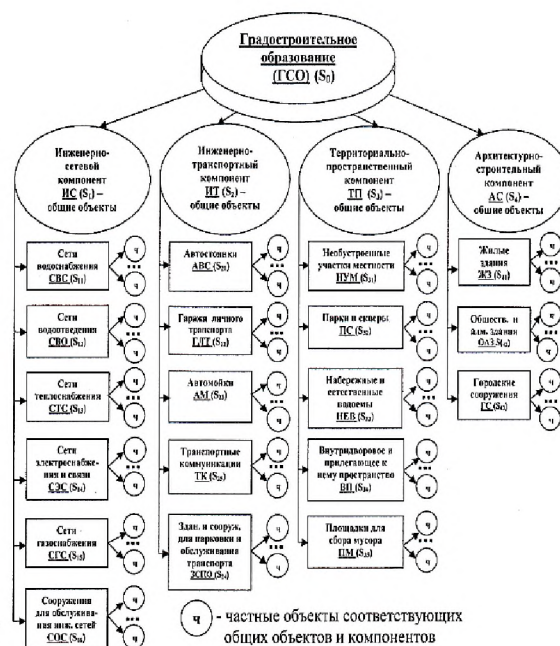 Градостроительное
образование
(ГСО) (S₀)
Инженерно-
сетевой
компонент
ИС (S₁) –
общие объекты
Инженерно-
транспортный
компонент
ИТ (S₂) –
общие объекты
Территориально-
пространственный
компонент
ТП (S₃) –
общие объекты
Архитектурно-
строительный
компонент
АС (S₄) –
общие объекты
Сети
водоснабжения
СВС (S₁₁)
ч
...
ч
Сети
водоотведения
СВО (S₁₂)
ч
...
ч
Сети
теплоснабжения
СТС (S₁₃)
ч
...
ч
Сети
электроснабже-
ния и связи
СЭС (S₁₄)
ч
...
ч
Сети
газоснабжения
СГС (S₁₅)
ч
...
ч
Сооружения
для обслужива-
ния инж. сетей
СОС (S₁₆)
ч
...
ч
Автостоянки
АВС (S₂₁)
ч
...
ч
Гаражи личного
транспорта
ГЛТ (S₂₂)
ч
...
ч
Автомойки
АМ (S₂₃)
ч
...
ч
Транспортные
коммуникации
ТК (S₂₅)
ч
...
ч
Здан. и сооруж.
для парковки и
обслуживания
транспорта
ч
...
ч
Необустроенные
участки местности
НУМ (S₃₁)
ч
...
ч
Парки и скверы
ПС (S₃₂)
ч
...
ч
Набережные и
естественные
водоемы
НЕВ (S₃₃)
ч
...
ч
Внутридворовое и
прилегающее к
нему пространство
ВП (S₃₄)
ч
...
ч
Площадки для
сбора мусора
ПМ (S₃₅)
ч
...
ч
Жилые
здания
ЖЗ (S₄₁)
ч
...
ч
Обществ. и
адм. здания
ч
...
ч
Городские
сооружения
ГС (S₄₃)
ч
...
ч
ч - частные объекты соответствующих
общих объектов и компонентов